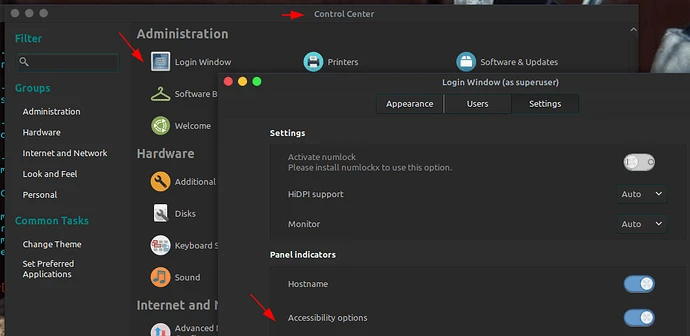 Control Center
Filter
Groups
Administration
Hardware
Internet and Network
Look and Feel
Personal
Common Tasks
Change Theme
Set Preferred
Applications
Administration
Login Window
Printers
Software & Updates
Software B
Welcome
Hardware
Additional
Disks
Keyboard S
Sound
Internet and N
Advanced N
Login Window (as superuser)
Appearance
Users
Settings
Settings
Activate numlock
Please install numlockx to use this option.
HiDPI support
Auto
Monitor
Auto
Panel indicators
Hostname
Accessibility options